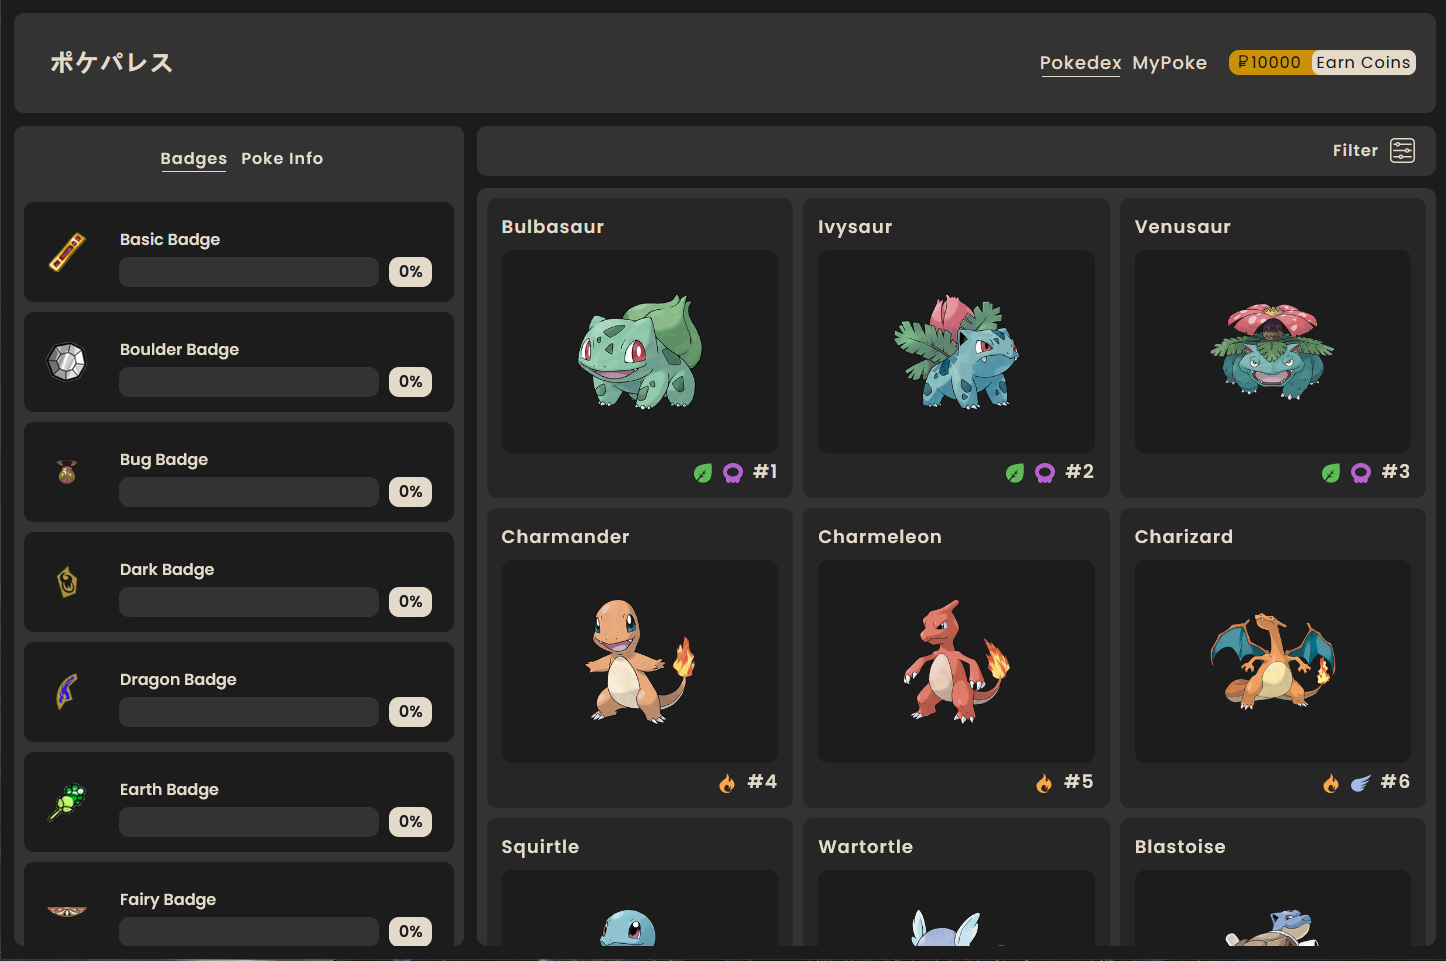 ポケパレス
Pokedex MyPoke ₽10000 Earn Coins
Badges Poke Info
Basic Badge
0%
Boulder Badge
0%
Bug Badge
0%
Dark Badge
0%
Dragon Badge
0%
Earth Badge
0%
Fairy Badge
0%
Filter
Bulbasaur
#1
Ivysaur
#2
Venusaur
#3
Charmander
#4
Charmeleon
#5
Charizard
#6
Squirtle
Wartortle
Blastoise